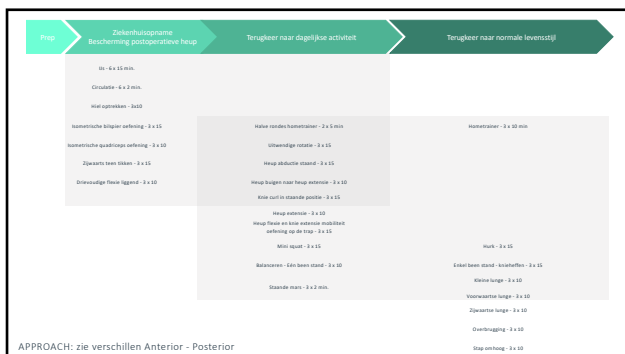 Prep
Ziekenhuisopname
Bescherming postoperatieve heup
Terugkeer naar dagelijkse activiteit
Terugkeer naar normale levensstijl
IJs - 6 x 15 min.
Circulatie - 6 x 2 min.
Hiel optrekken - 3x10
Isometrische bilspier oefening - 3 x 15
Isometrische quadriceps oefening - 3 x 10
Zijwaarts teen tikken - 3 x 15
Drievoudige flexie liggend - 3 x 10
Halve rondes hometrainer - 2 x 5 min
Uitwendige rotatie - 3 x 15
Heup abductie staand - 3 x 15
Heup buigen naar heup extensie - 3 x 10
Knie curl in staande positie - 3 x 15
Heup extensie - 3 x 10
Heup flexie en knie extensie mobiliteit
oefening op de trap - 3 x 15
Mini squat - 3 x 15
Balanceren - Eén been stand - 3 x 10
Staande mars - 3 x 2 min.
Hometrainer - 3 x 10 min
Hurk - 3 x 15
Enkel been stand - knieheffen - 3 x 15
Kleine lunge - 3 x 10
Voorwaartse lunge - 3 x 10
Zijwaartse lunge - 3 x 10
Overbrugging - 3 x 10
Stap omhoog - 3 x 10
APPROACH: zie verschillen Anterior - Posterior